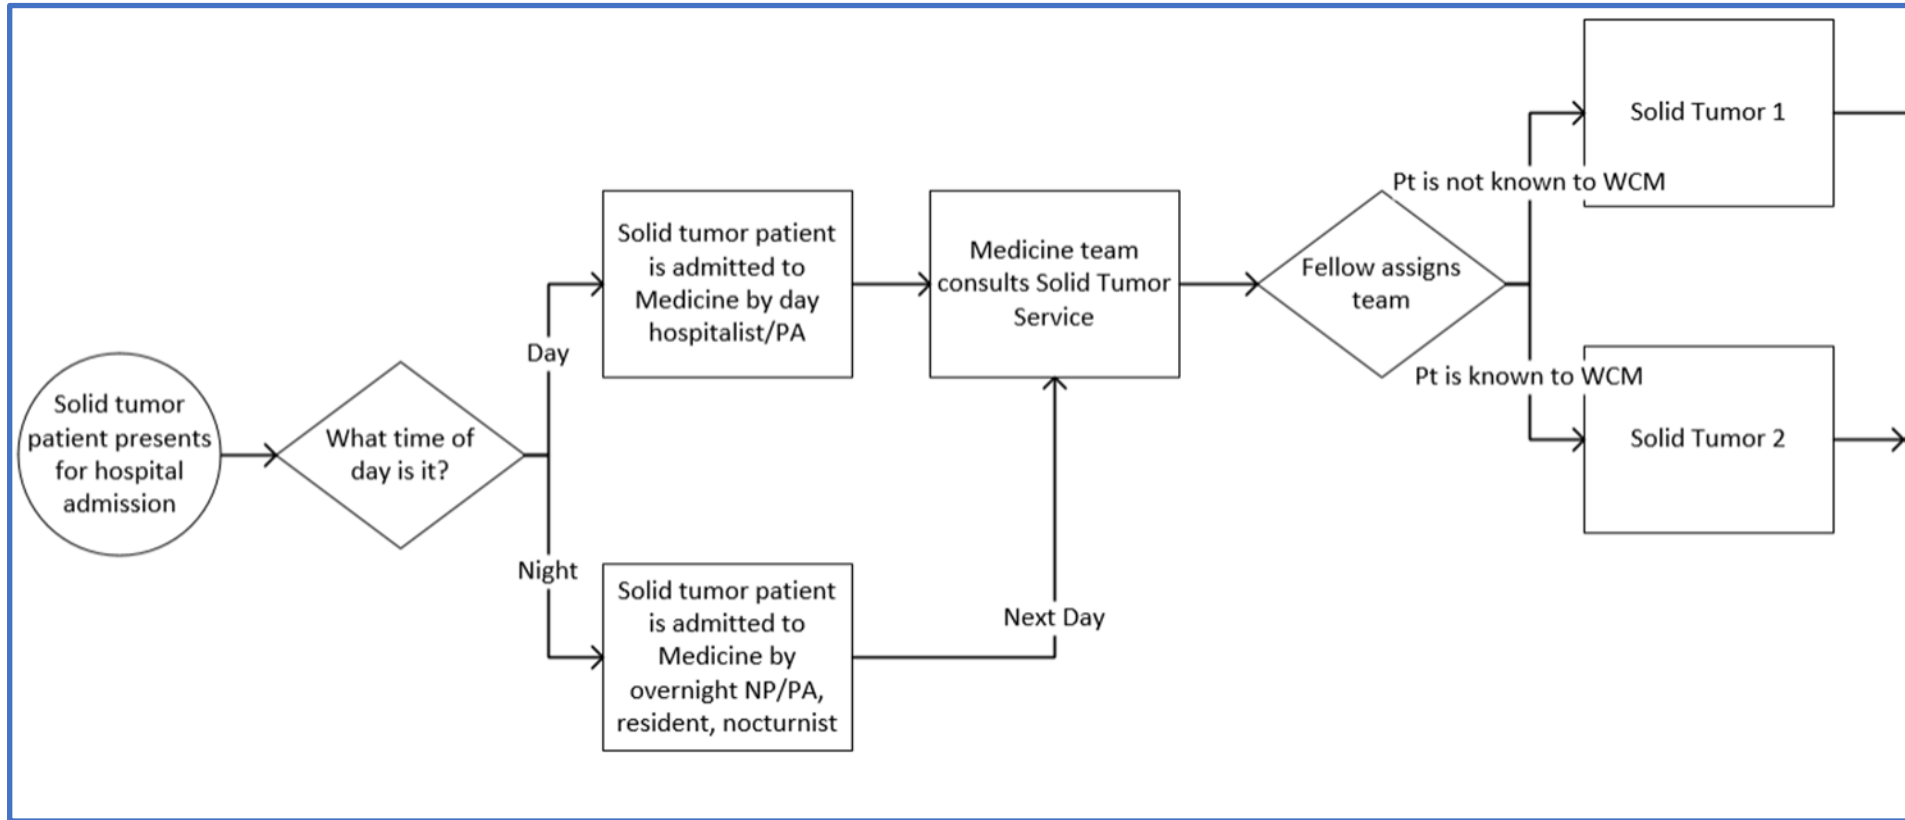 Solid tumor
patient presents
for hospital
admission
What time of
day is it?
Day
Night
Solid tumor patient
is admitted to
Medicine by day
hospitalist/PA
Solid tumor patient
is admitted to
Medicine by
overnight NP/PA,
resident, nocturnist
Next Day
Medicine team
consults Solid Tumor
Service
Fellow assigns
team
Pt is not known to WCM
Pt is known to WCM
Solid Tumor 1
Solid Tumor 2